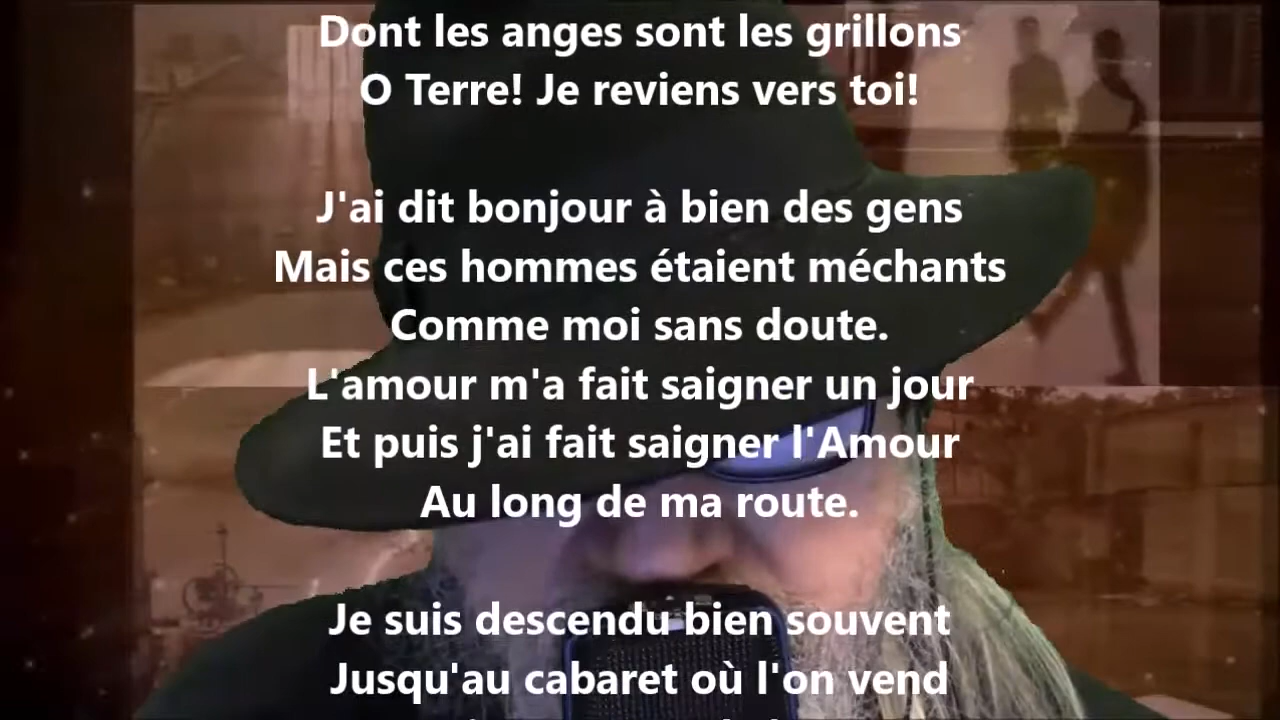 Dont les anges sont les grillons
O Terre! Je reviens vers toi!
J'ai dit bonjour à bien des gens
Mais ces hommes étaient méchants
Comme moi sans doute.
L'amour m'a fait saigner un jour
Et puis j'ai fait saigner l'Amour
Au long de ma route.
Je suis descendu bien souvent
Jusqu'au cabaret où l'on vend